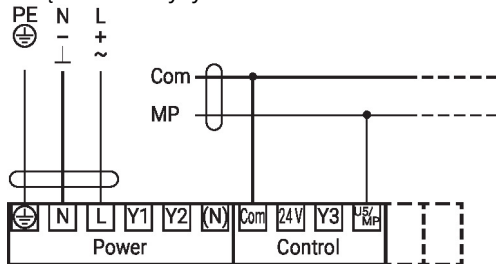 PE N L
– +
⊥ ~
Com
MP
N L Y1 Y2 (N) Com 24V Y3 U5/MP
Power Control